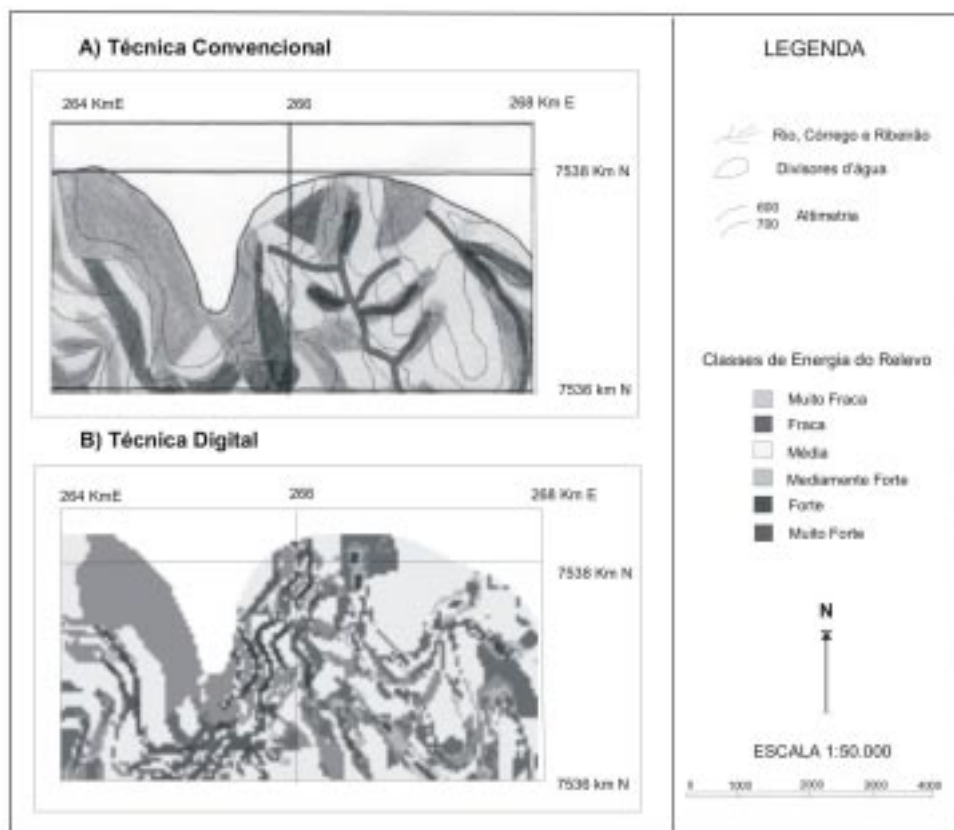 A) Técnica Convencional
264 KmE 266 268 Km E
7538 Km N
7536 km N
B) Técnica Digital
264 KmE 266 268 Km E
7538 Km N
7536 km N
LEGENDA
Rio, Córrego e Ribeirão
Divisores d'água
600
700
Altimetria
Classes de Energia do Relevo
Muito Fraca
Fraca
Média
Mediamente Forte
Forte
Muito Forte
N
ESCALA 1:50.000
0 1000 2000 3000 4000